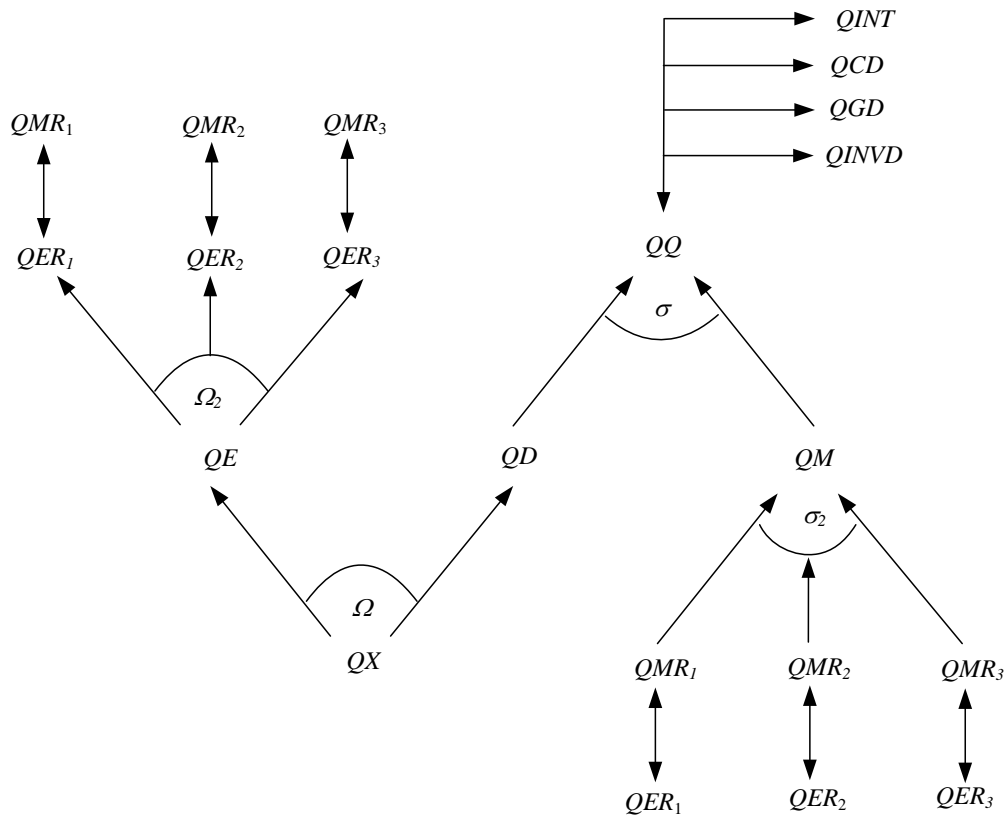 QINT
QCD
QGD
QINVD
QMR₁ QMR₂ QMR₃
QER₁ QER₂ QER₃
QQ
σ
Ω₂
QE QD QM
σ₂
Ω
QX
QMR₁ QMR₂ QMR₃
QER₁ QER₂ QER₃